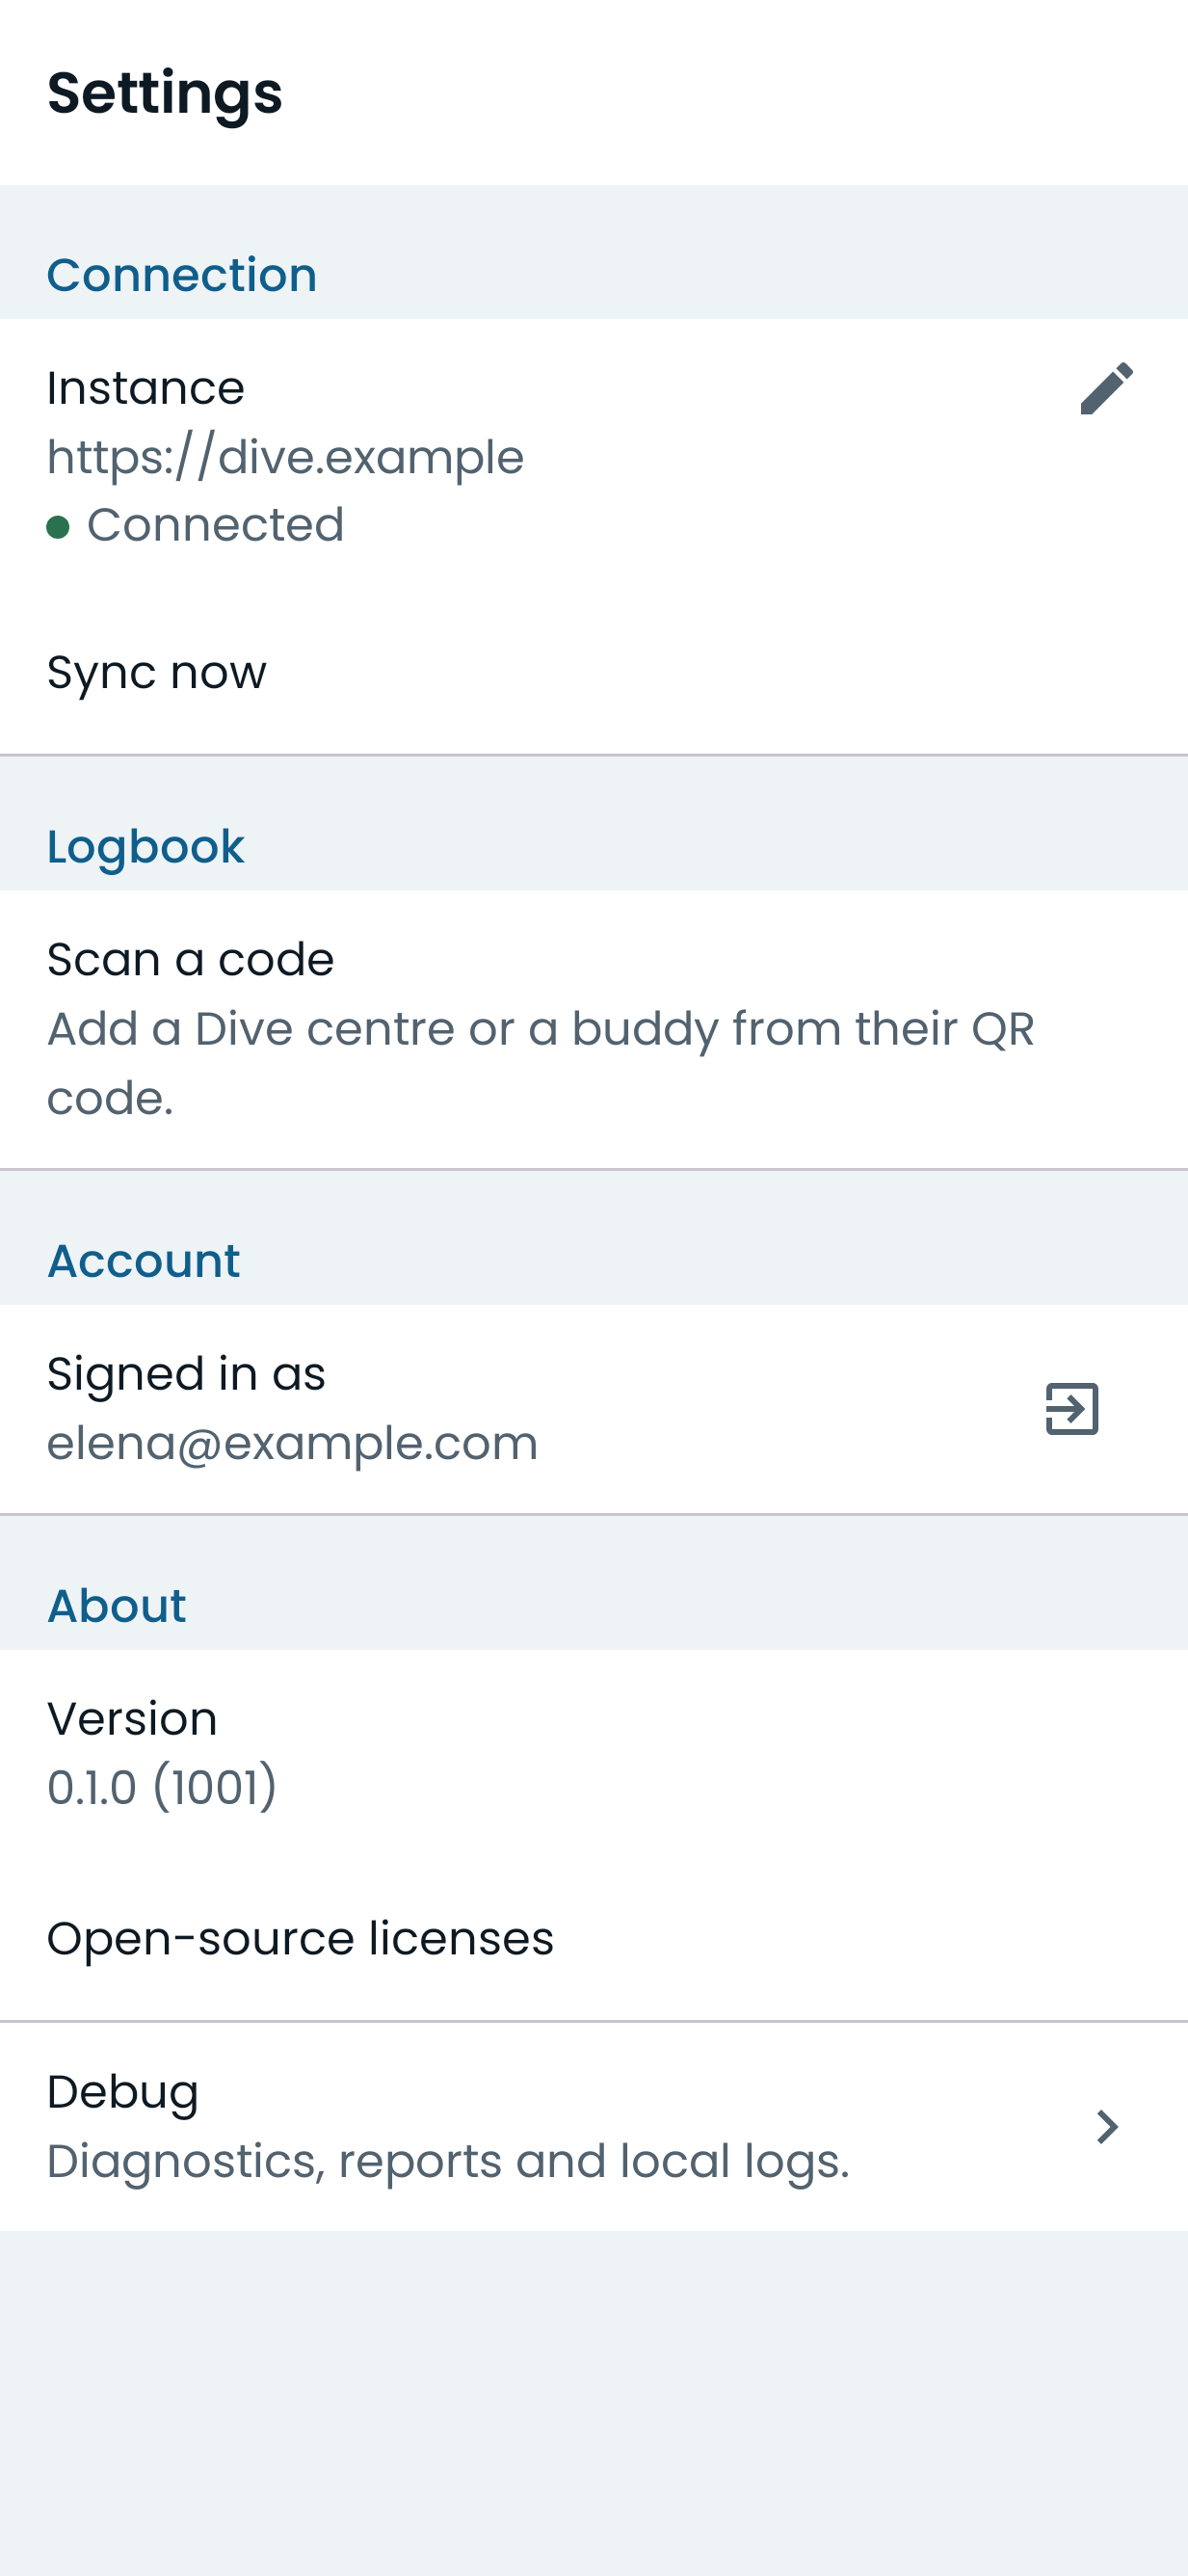 Settings
Connection
Instance
https://dive.example
Connected
Sync now
Logbook
Scan a code
Add a Dive centre or a buddy from their QR
code.
Account
Signed in as
elena@example.com
About
Version
0.1.0 (1001)
Open-source licenses
Debug
Diagnostics, reports and local logs.